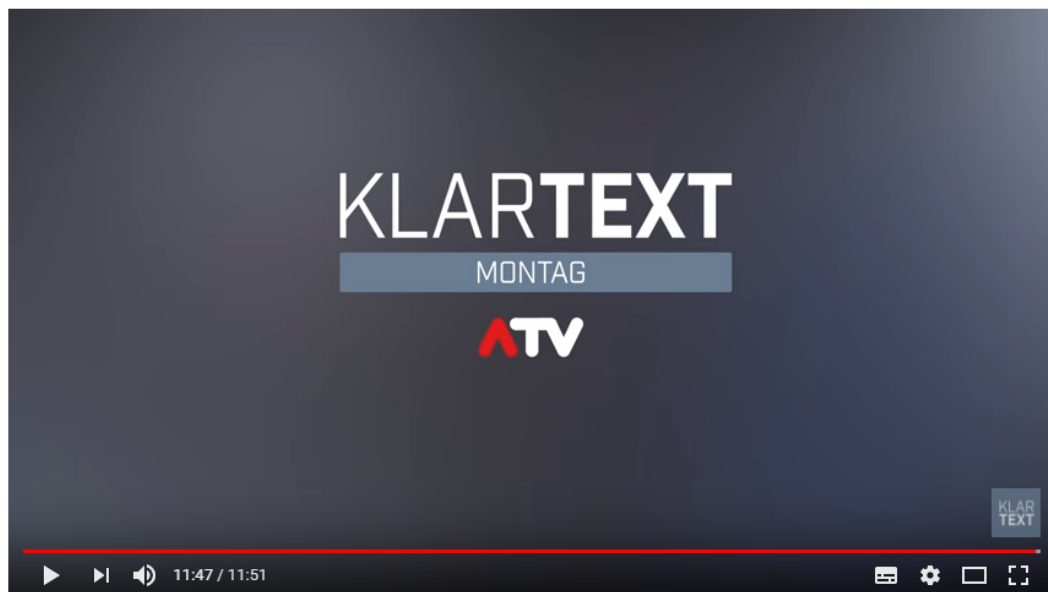 KLARTEXT
MONTAG
ATV
KLAR
TEXT
11:47 / 11:51